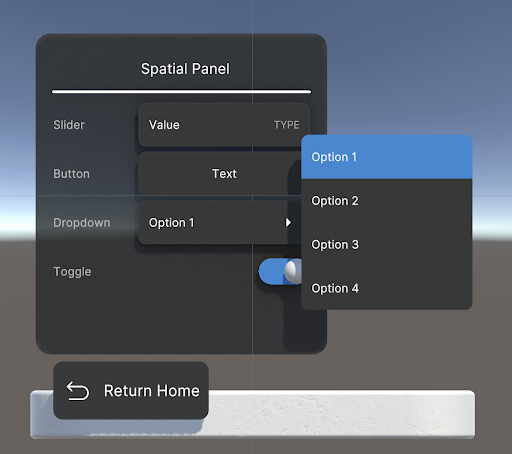 Spatial Panel
Slider
Value
TYPE
Button
Text
Dropdown
Option 1
Toggle
Option 1
Option 2
Option 3
Option 4
Return Home